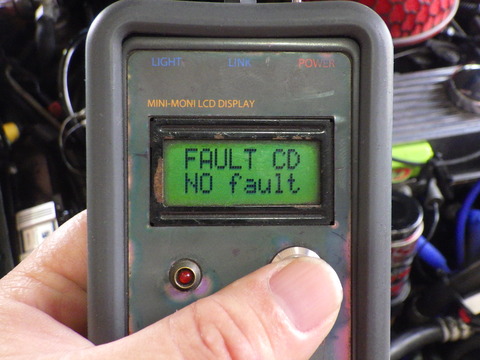 LIGHT LINK POWER
MINI-MONI LCD DISPLAY
FAULT CD
NO fault